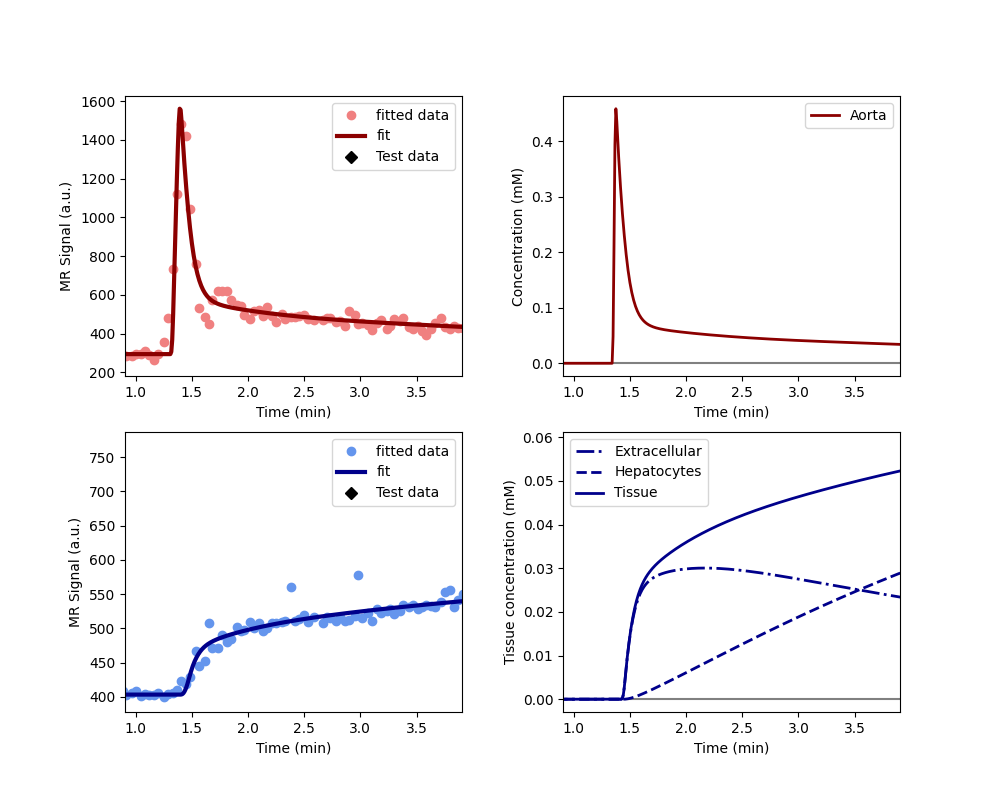 1600
1400
1200
1000
800
600
400
200
MR Signal (a.u.)
fitted data
fit
Test data
1.0 1.5 2.0 2.5 3.0 3.5
Time (min)
0.4
0.3
0.2
0.1
0.0
Concentration (mM)
Aorta
1.0 1.5 2.0 2.5 3.0 3.5
Time (min)
750
700
650
600
550
500
450
400
MR Signal (a.u.)
fitted data
fit
Test data
1.0 1.5 2.0 2.5 3.0 3.5
Time (min)
0.06
0.05
0.04
0.03
0.02
0.01
0.00
Tissue concentration (mM)
Extracellular
Hepatocytes
Tissue
1.0 1.5 2.0 2.5 3.0 3.5
Time (min)